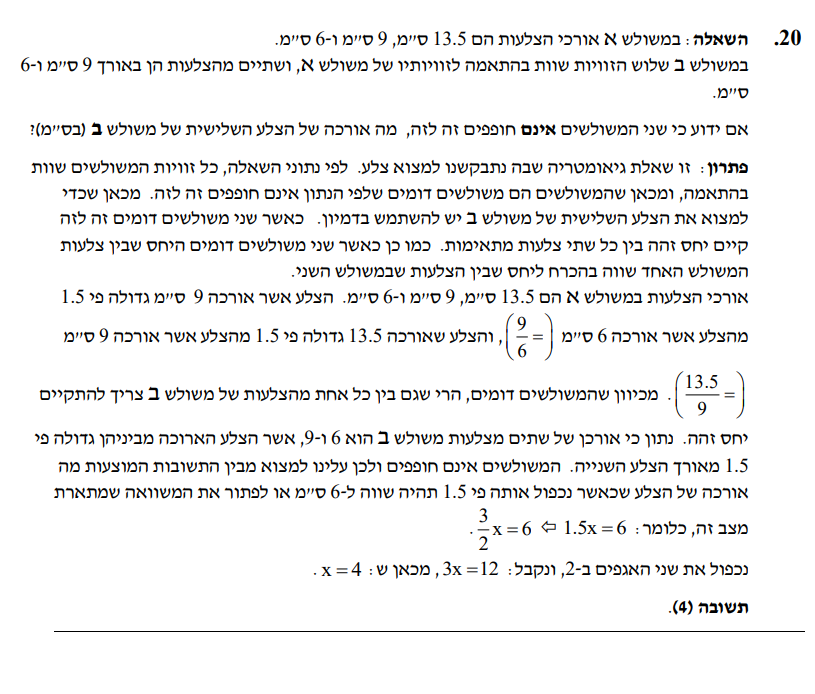 20. השאלה: במשולש א אורכי הצלעות הם 13.5 ס״מ, 9 ס״מ ו-6 ס״מ.
במשולש ב שלוש הזוויות שוות בהתאמה לזוויותיו של משולש א, ושתיים מהצלעות הן באורך 9 ס״מ ו-6
ס״מ.
אם ידוע כי שני המשולשים אינם חופפים זה לזה, מה אורכה של הצלע השלישית של משולש ב (בס״מ)?
פתרון: זו שאלת גיאומטריה שבה נתבקשנו למצוא צלע. לפי נתוני השאלה, כל זוויות המשולשים שוות
בהתאמה, ומכאן שהמשולשים הם משולשים דומים שלפי הנתון אינם חופפים זה לזה. מכאן שכדי
למצוא את הצלע השלישית של משולש ב יש להשתמש בדמיון. כאשר שני משולשים דומים זה לזה
קיים יחס זהה בין כל שתי צלעות מתאימות. כמו כן כאשר שני משולשים דומים היחס שבין צלעות
המשולש האחד שווה בהכרח ליחס שבין הצלעות שבמשולש השני.
אורכי הצלעות במשולש א הם 13.5 ס״מ, 9 ס״מ ו-6 ס״מ. הצלע אשר אורכה 9 ס״מ גדולה פי 1.5
מהצלע אשר אורכה 6 ס״מ (= 9/6), והצלע שאורכה 13.5 גדולה פי 1.5 מהצלע אשר אורכה 9 ס״מ
(= 13.5/9). מכיוון שהמשולשים דומים, הרי שגם בין כל אחת מהצלעות של משולש ב צריך להתקיים
יחס זהה. נתון כי אורכן של שתים מצלעות משולש ב הוא 6 ו-9, אשר הצלע הארוכה מביניהן גדולה פי
1.5 מאורך הצלע השנייה. המשולשים אינם חופפים ולכן עלינו למצוא מבין התשובות המוצעות מה
אורכה של הצלע שכאשר נכפול אותה פי 1.5 תהיה שווה ל-6 ס״מ או לפתור את המשוואה שמתארת
מצב זה, כלומר: 1.5x = 6 ⇦ 3/2 x = 6.
נכפול את שני האגפים ב-2, ונקבל: 3x = 12, מכאן ש: x = 4.
תשובה (4).